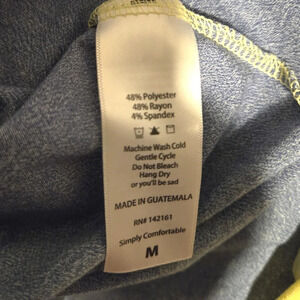 48% Polyester
48% Rayon
4% Spandex
Machine Wash Cold
Gentle Cycle
Do Not Bleach
Hang Dry
or you'll be sad
MADE IN GUATEMALA
RN# 142161
Simply Comfortable
M